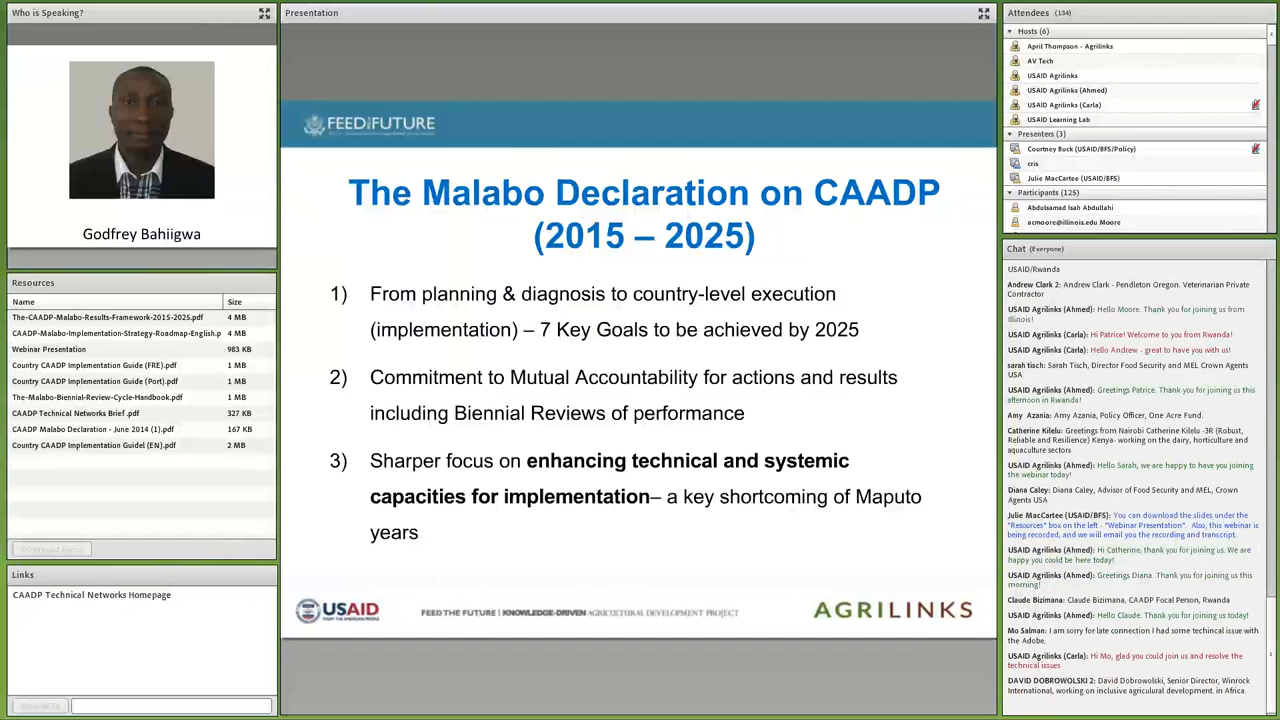 Who is Speaking?
Godfrey Bahiigwa
Resources
Name Size
The-CAADP-Malabo-Results-Framework-2015-2025.pdf 4 MB
CAADP-Malabo-Implementation-Strategy-Roadmap-English.p 4 MB
Webinar Presentation 983 KB
Country CAADP Implementation Guide (FRE).pdf 1 MB
Country CAADP Implementation Guide (Port).pdf 1 MB
The-Malabo-Biennial-Review-Cycle-Handbook.pdf 1 MB
CAADP Technical Networks Brief .pdf 327 KB
CAADP Malabo Declaration - June 2014 (1).pdf 167 KB
Country CAADP Implementation Guidel (EN).pdf 2 MB
Links
CAADP Technical Networks Homepage
Browse To
Presentation
FEED THE FUTURE
The Malabo Declaration on CAADP
(2015 – 2025)
1) From planning & diagnosis to country-level execution
(implementation) – 7 Key Goals to be achieved by 2025
2) Commitment to Mutual Accountability for actions and results
including Biennial Reviews of performance
3) Sharper focus on enhancing technical and systemic
capacities for implementation– a key shortcoming of Maputo
years
USAID
FROM THE AMERICAN PEOPLE
FEED THE FUTURE | KNOWLEDGE-DRIVEN AGRICULTURAL DEVELOPMENT PROJECT
AGRILINKS
Attendees (134)
Hosts (6)
April Thompson - Agrilinks
AV Tech
USAID Agrilinks
USAID Agrilinks (Ahmed)
USAID Agrilinks (Carla)
USAID Learning Lab
Presenters (3)
Courtney Buck (USAID/BFS/Policy)
cris
Julie MacCartee (USAID/BFS)
Participants (125)
Abdulsamad Isah Abdullahi
acmoore@illinois.edu Moore
Chat (Everyone)
USAID/Rwanda
Andrew Clark 2: Andrew Clark - Pendleton Oregon. Veterinarian Private
Contractor
USAID Agrilinks (Ahmed): Hello Moore. Thank you for joining us from
Illinois!
USAID Agrilinks (Carla): Hi Patrice! Welcome to you from Rwanda!
USAID Agrilinks (Carla): Hello Andrew - great to have you with us!
sarah tisch: Sarah Tisch, Director Food Security and MEL Crown Agents
USA
USAID Agrilinks (Ahmed): Greetings Patrice. Thank you for joining us this
afternoon in Rwanda!
Amy Azania: Amy Azania, Policy Officer, One Acre Fund.
Catherine Kilelu: Greetings from Nairobi Catherine Kilelu -3R (Robust,
Reliable and Resilience) Kenya- working on the dairy, horticulture and
aquaculture sectors
USAID Agrilinks (Ahmed): Hello Sarah, we are happy to have you joining
the webinar today!
Diana Caley: Diana Caley, Advisor of Food Security and MEL, Crown
Agents USA
Julie MacCartee (USAID/BFS): You can download the slides under the
"Resources" box on the left - "Webinar Presentation". Also, this webinar is
being recorded, and we will email you the recording and transcript.
USAID Agrilinks (Ahmed): Hi Catherine, thank you for joining us. We are
happy you could be here today!
USAID Agrilinks (Ahmed): Greetings Diana. Thank you for joining us this
morning!
Claude Bizimana: Claude Bizimana, CAADP Focal Person, Rwanda
USAID Agrilinks (Ahmed): Hello Claude. Thank you for joining us today!
Mo Salman: I am sorry for late connection I had some techincal issue with
the Adobe.
USAID Agrilinks (Carla): Hi Mo, glad you could join us and resolve the
technical issues
DAVID DOBROWOLSKI 2: David Dobrowolski, Senior Director, Winrock
International, working on inclusive agricultural development. in Africa.